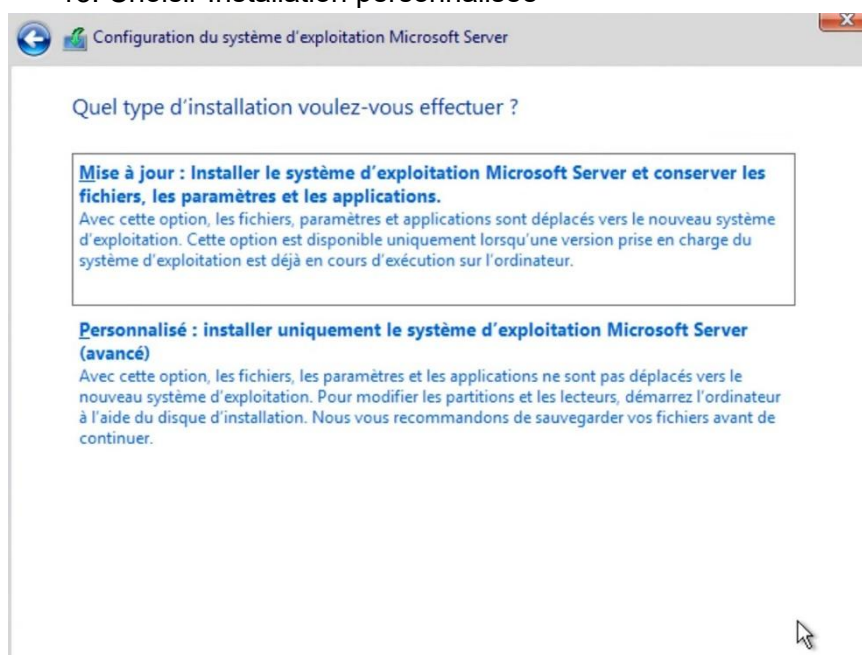 10. Choisir Installation personnalisée
Configuration du système d'exploitation Microsoft Server
Quel type d'installation voulez-vous effectuer ?
Mise à jour : Installer le système d'exploitation Microsoft Server et conserver les
fichiers, les paramètres et les applications.
Avec cette option, les fichiers, paramètres et applications sont déplacés vers le nouveau système
d'exploitation. Cette option est disponible uniquement lorsqu'une version prise en charge du
système d'exploitation est déjà en cours d'exécution sur l'ordinateur.
Personnalisé : installer uniquement le système d'exploitation Microsoft Server
(avancé)
Avec cette option, les fichiers, les paramètres et les applications ne sont pas déplacés vers le
nouveau système d'exploitation. Pour modifier les partitions et les lecteurs, démarrez l'ordinateur
à l'aide du disque d'installation. Nous vous recommandons de sauvegarder vos fichiers avant de
continuer.